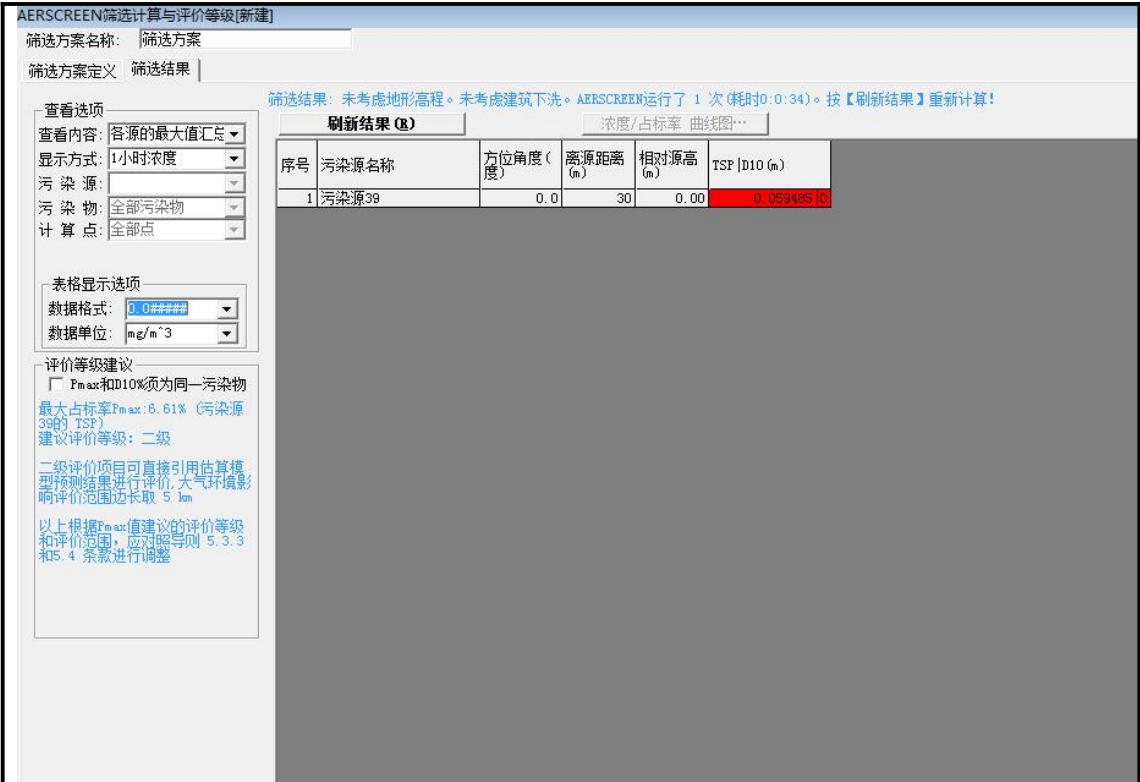 AERSCREEN筛选计算与评价等级[新建]
筛选方案名称: 筛选方案
筛选方案定义 筛选结果
查看选项
查看内容: 各源的最大值汇总
显示方式: 1小时浓度
污 染 源:
污 染 物: 全部污染物
计 算 点: 全部点
表格显示选项
数据格式: 0.0#####
数据单位: mg/m^3
评价等级建议
Pmax和D10%须为同一污染物
最大占标率Pmax:6.61% (污染源
39的 TSP)
建议评价等级: 二级
二级评价项目可直接引用估算模
型预测结果进行评价,大气环境影
响评价范围边长取 5 km
以上根据Pmax值建议的评价等级
和评价范围,应对照导则 5.3.3
和5.4 条款进行调整
筛选结果: 未考虑地形高程。未考虑建筑下洗。AERSCREEN运行了 1 次(耗时0:0:34)。按【刷新结果】重新计算!
刷新结果(R) 浓度/占标率 曲线图…
序号 污染源名称 方位角度(度) 离源距离(m) 相对源高(m) TSP|D10(m)
1 污染源39 0.0 30 0.00 0.059485|0